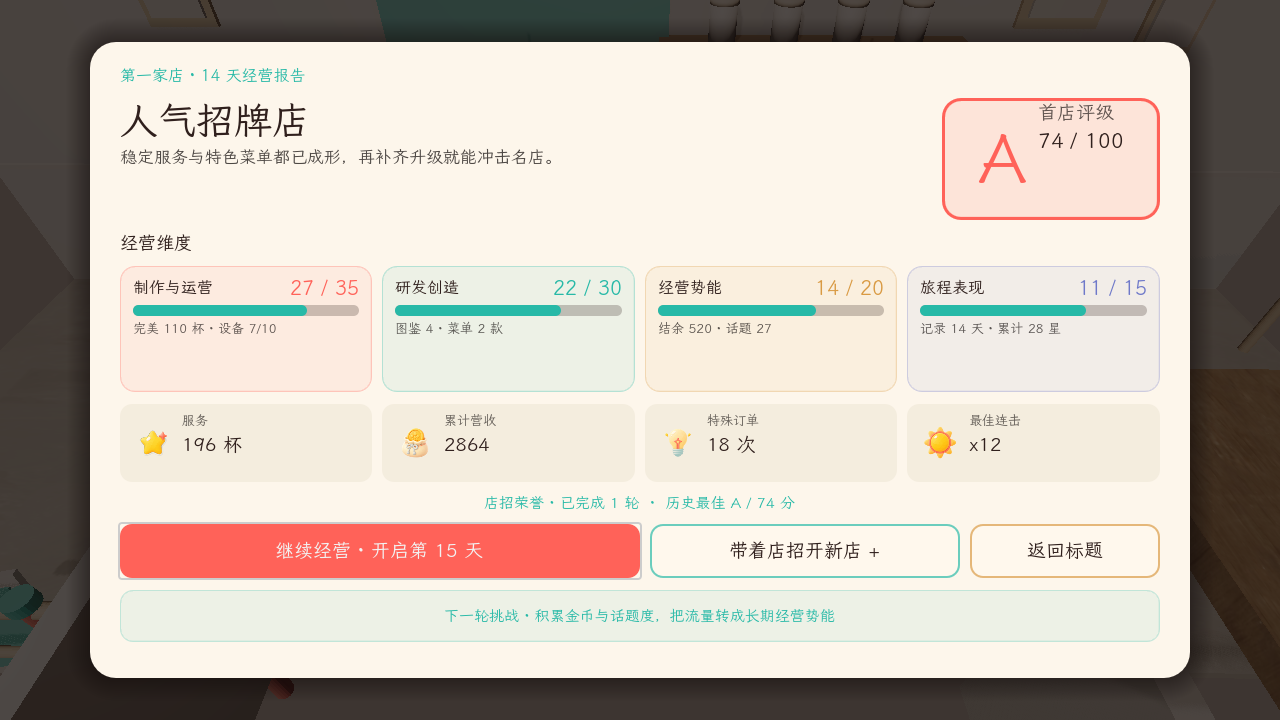 第一家店·14 天经营报告
人气招牌店
稳定服务与特色菜单都已成形，再补齐升级就能冲击名店。
首店评级
A
74 / 100
经营维度
制作与运营 27 / 35
完美 110 杯·设备 7/10
研发创造 22 / 30
图鉴 4·菜单 2 款
经营势能 14 / 20
结余 520·话题 27
旅程表现 11 / 15
记录 14 天·累计 28 星
服务
196 杯
累计营收
2864
特殊订单
18 次
最佳连击
x12
店招荣誉·已完成 1 轮 · 历史最佳 A / 74 分
继续经营·开启第 15 天
带着店招开新店 +
返回标题
下一轮挑战·积累金币与话题度，把流量转成长期经营势能